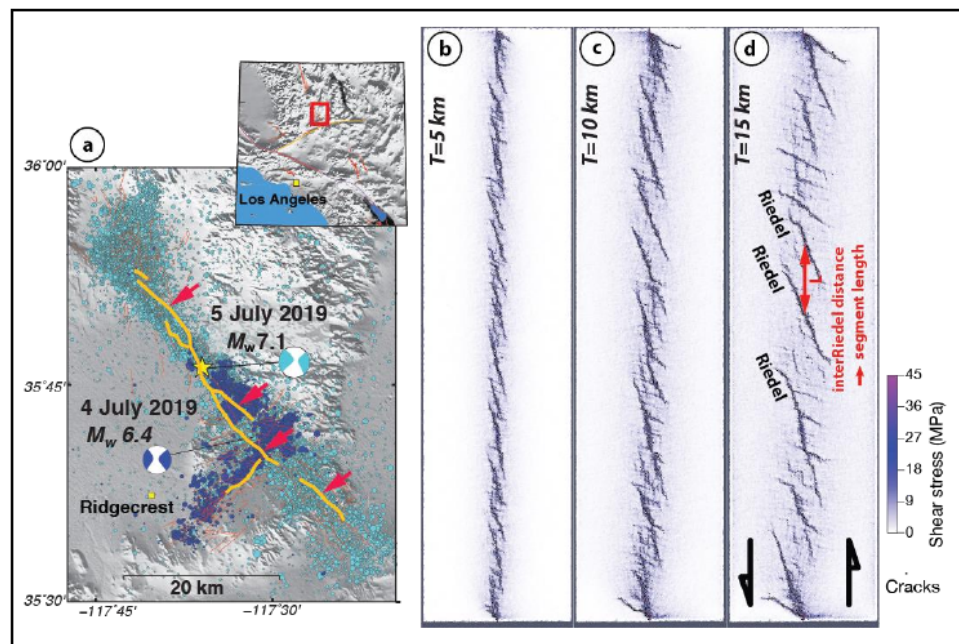 a
Los Angeles
36°00'
35°45'
35°30'
5 July 2019
Mw7.1
4 July 2019
Mw 6.4
Ridgecrest
20 km
−117°45'
−117°30'
b
T=5 km
c
T=10 km
d
T=15 km
Riedel
Riedel
Riedel
L
interRiedel distance
➔ segment length
45
36
27
18
9
0
Shear stress (MPa)
Cracks